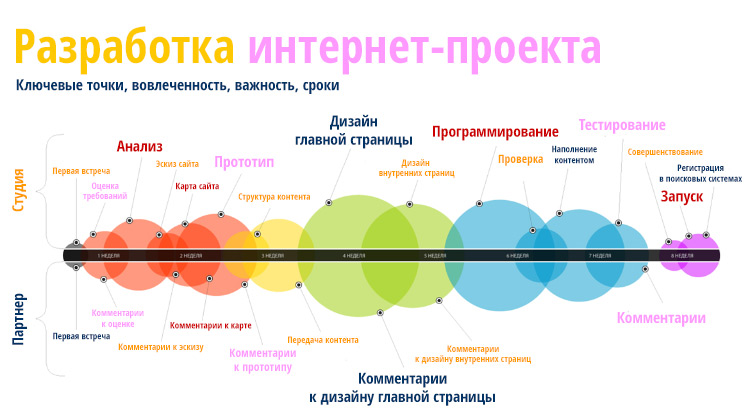 Разработка интернет-проекта
Ключевые точки, вовлеченность, важность, сроки
Студия
Первая встреча
Оценка
требований
Анализ
Эскиз сайта
Карта сайта
Прототип
Структура контента
Дизайн
главной страницы
Дизайн
внутренних страниц
Программирование
Проверка
Наполнение
контентом
Тестирование
Совершенствование
Запуск
Регистрация
в поисковых системах
1 НЕДЕЛЯ
2 НЕДЕЛЯ
3 НЕДЕЛЯ
4 НЕДЕЛЯ
5 НЕДЕЛЯ
6 НЕДЕЛЯ
7 НЕДЕЛЯ
8 НЕДЕЛЯ
Партнер
Первая встреча
Комментарии
к оценке
Комментарии к эскизу
Комментарии к карте
Комментарии
к прототипу
Передача контента
Комментарии
к дизайну главной страницы
Комментарии
к дизайну внутренних страниц
Комментарии